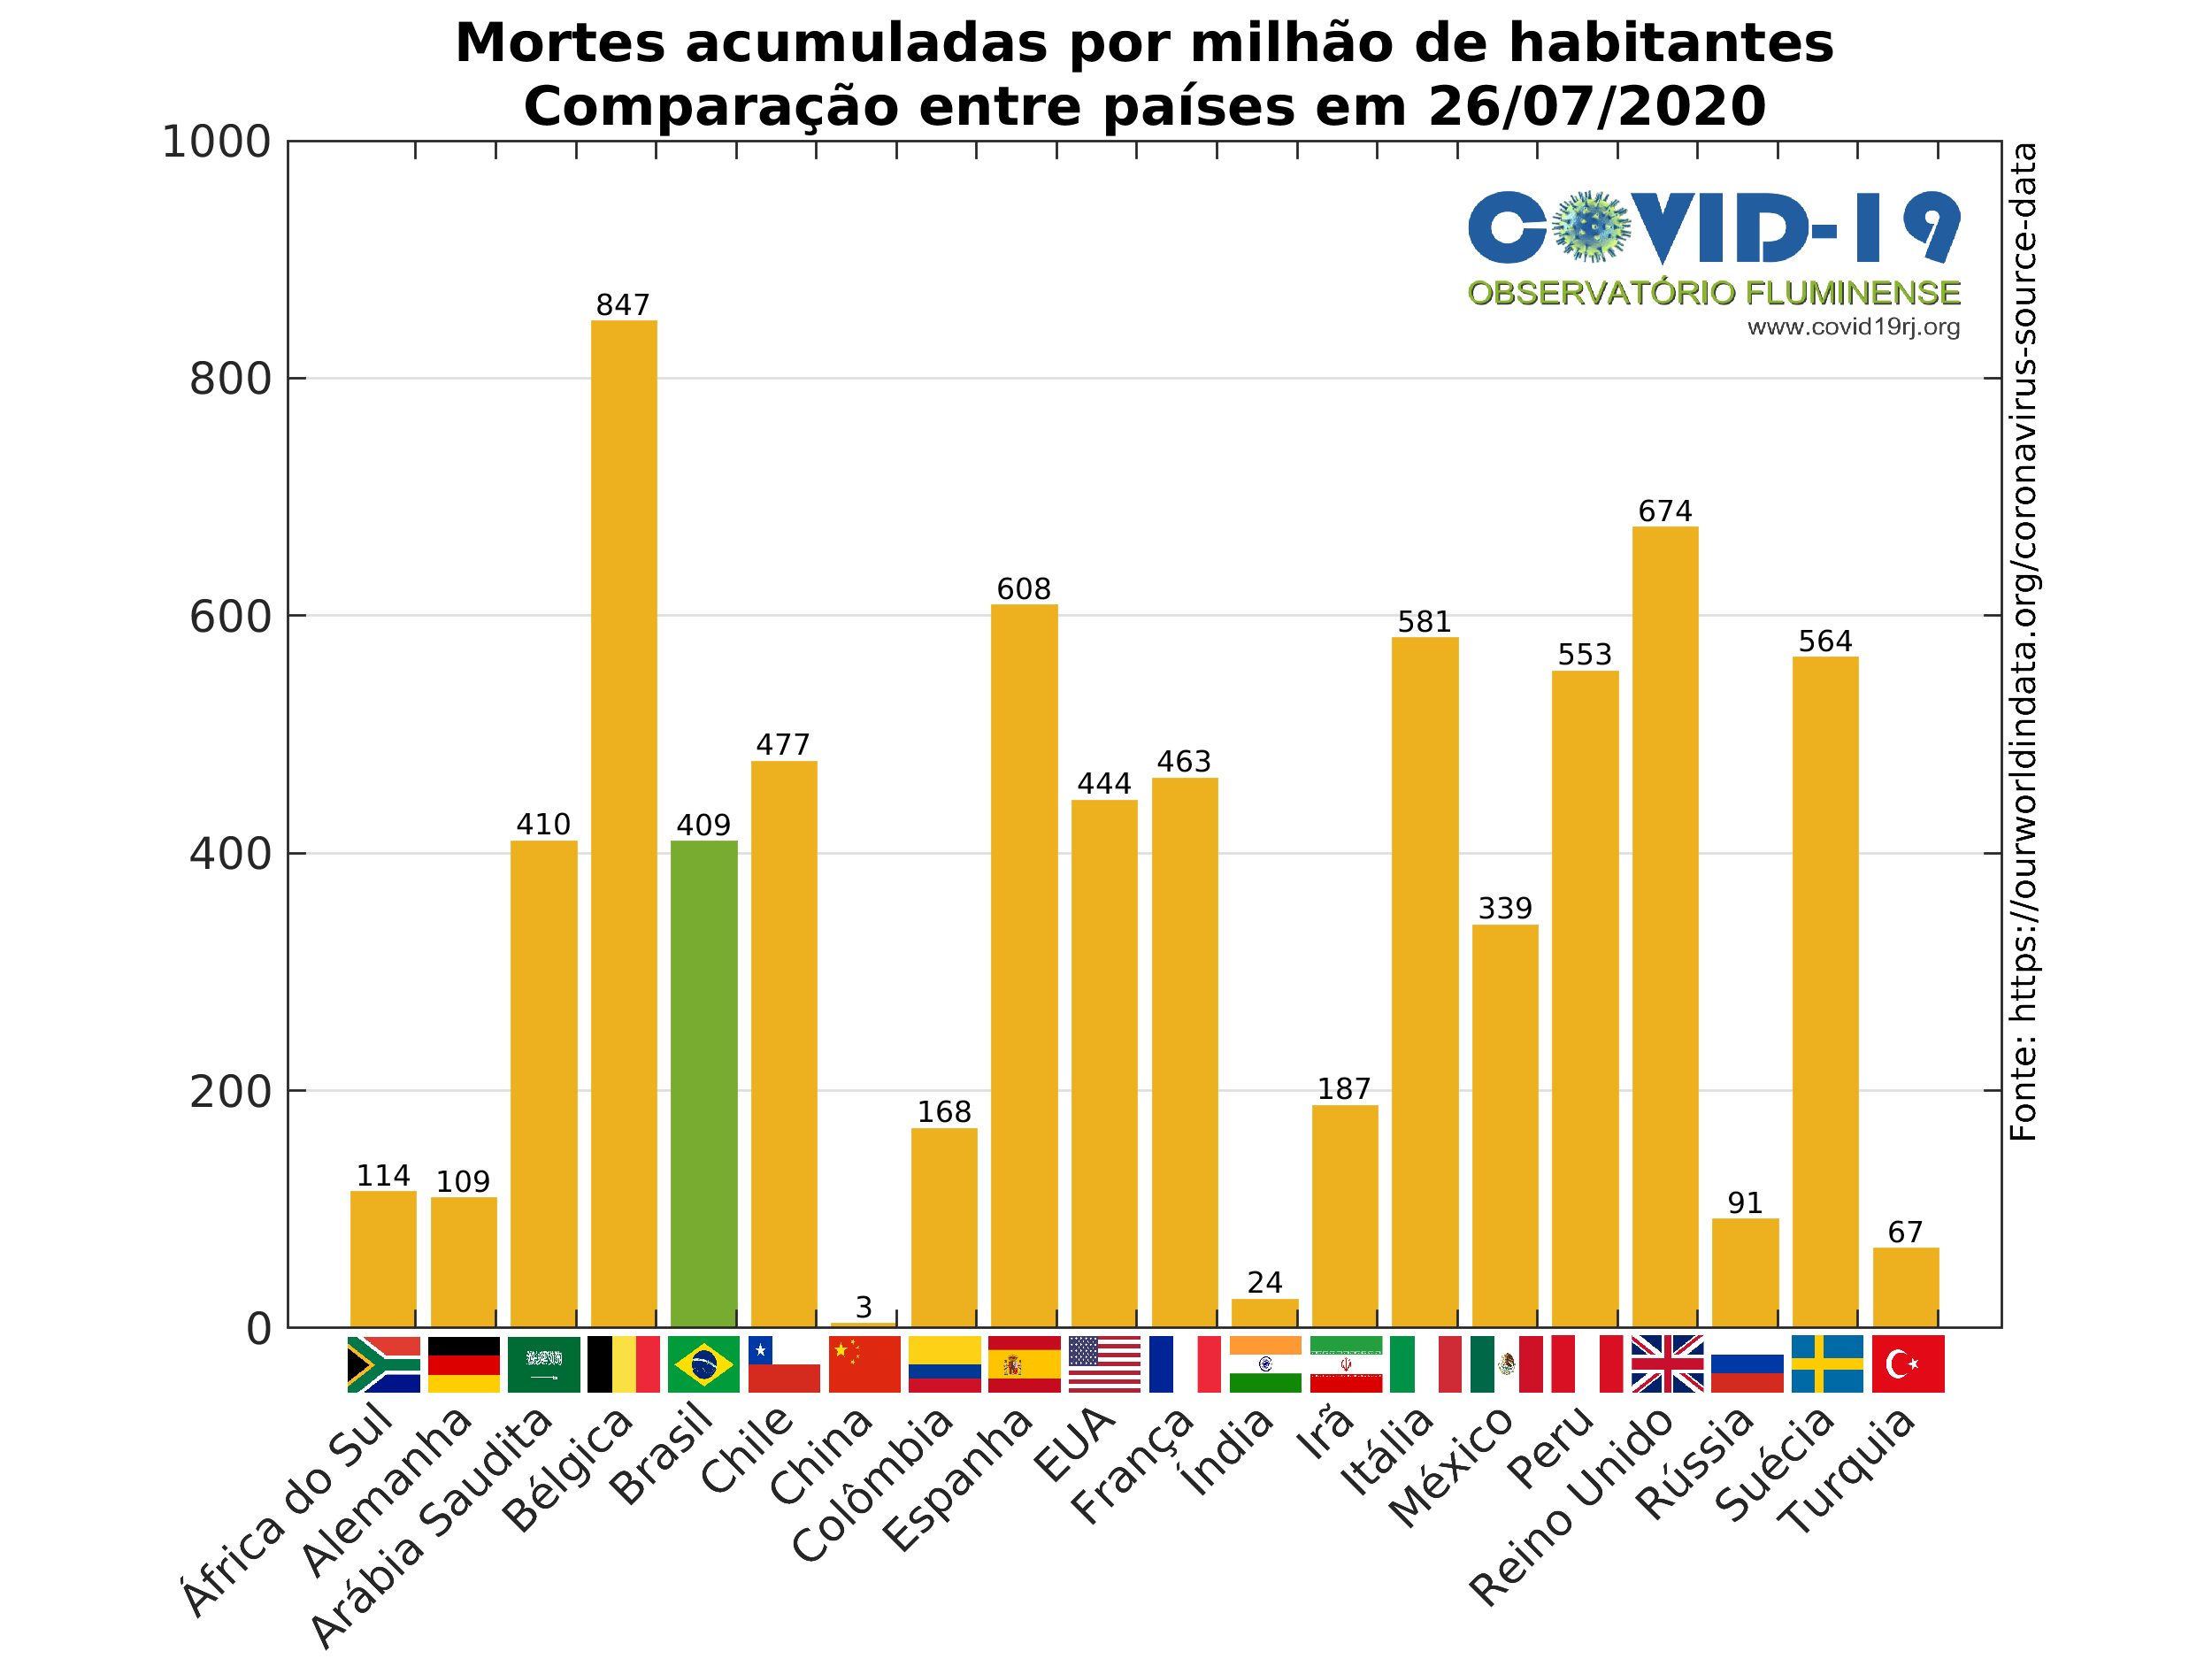 Mortes acumuladas por milhão de habitantes
Comparação entre países em 26/07/2020
1000
800
600
400
200
0
COVID-19
OBSERVATÓRIO FLUMINENSE
www.covid19rj.org
Fonte: https://ourworldindata.org/coronavirus-source-data
114
109
410
847
409
477
3
168
608
444
463
24
187
581
339
553
674
91
564
67
África do Sul
Alemanha
Arábia Saudita
Bélgica
Brasil
Chile
China
Colômbia
Espanha
EUA
França
Índia
Irã
Itália
México
Peru
Reino Unido
Rússia
Suécia
Turquia